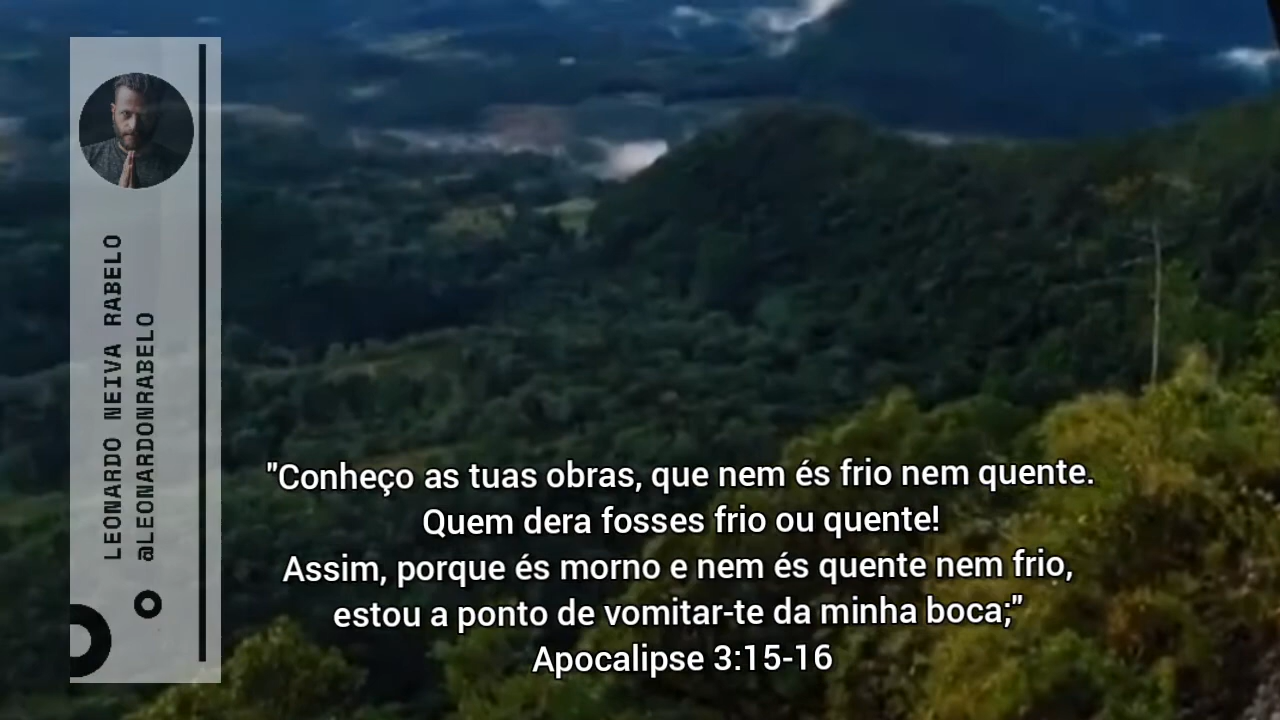 LEONARDO NEIVA RABELO
@LEONARDONRABELO
"Conheço as tuas obras, que nem és frio nem quente.
Quem dera fosses frio ou quente!
Assim, porque és morno e nem és quente nem frio,
estou a ponto de vomitar-te da minha boca;"
Apocalipse 3:15-16